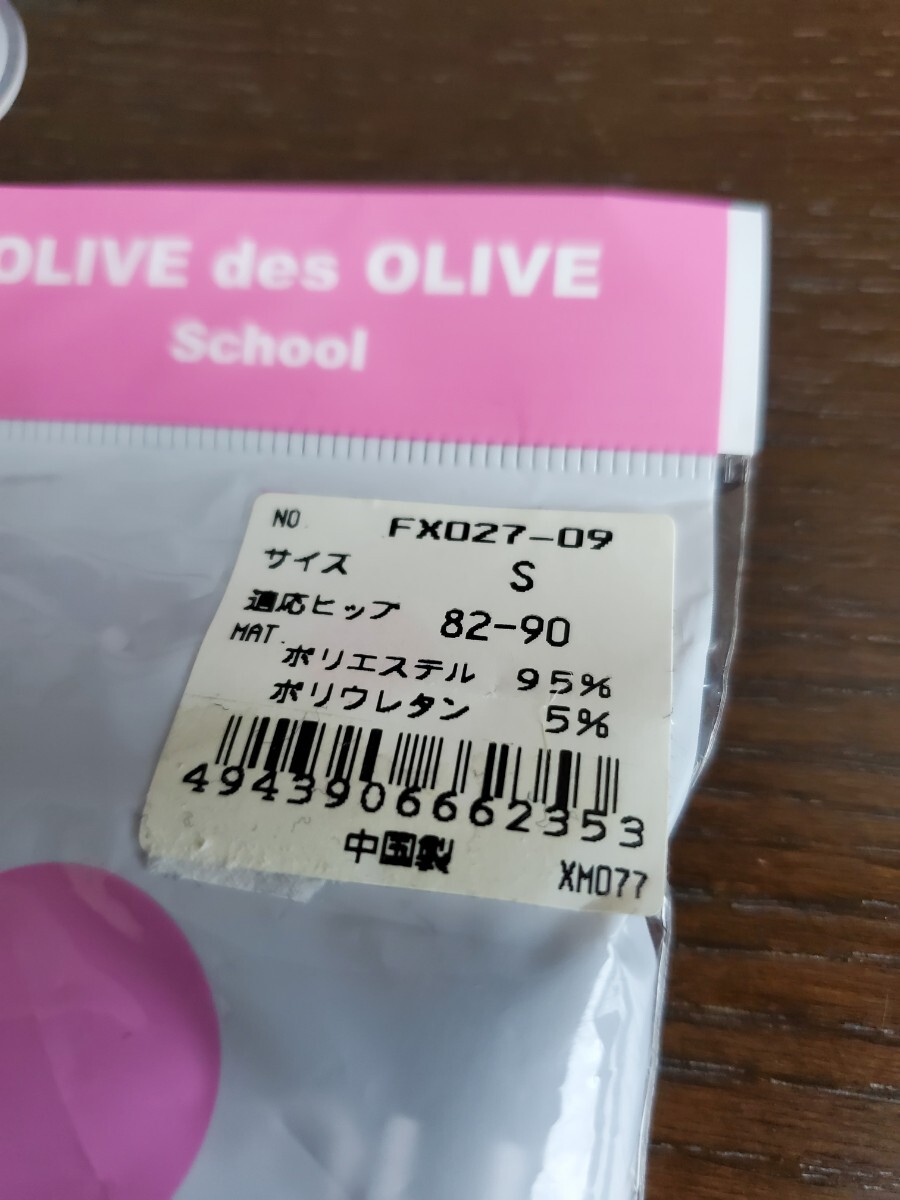 OLIVE des OLIVE
School
NO FX027-09
サイズ S
適応ヒップ 82-90
MAT.
ポリエステル 95%
ポリウレタン 5%
4943906662353
中国製
XM077